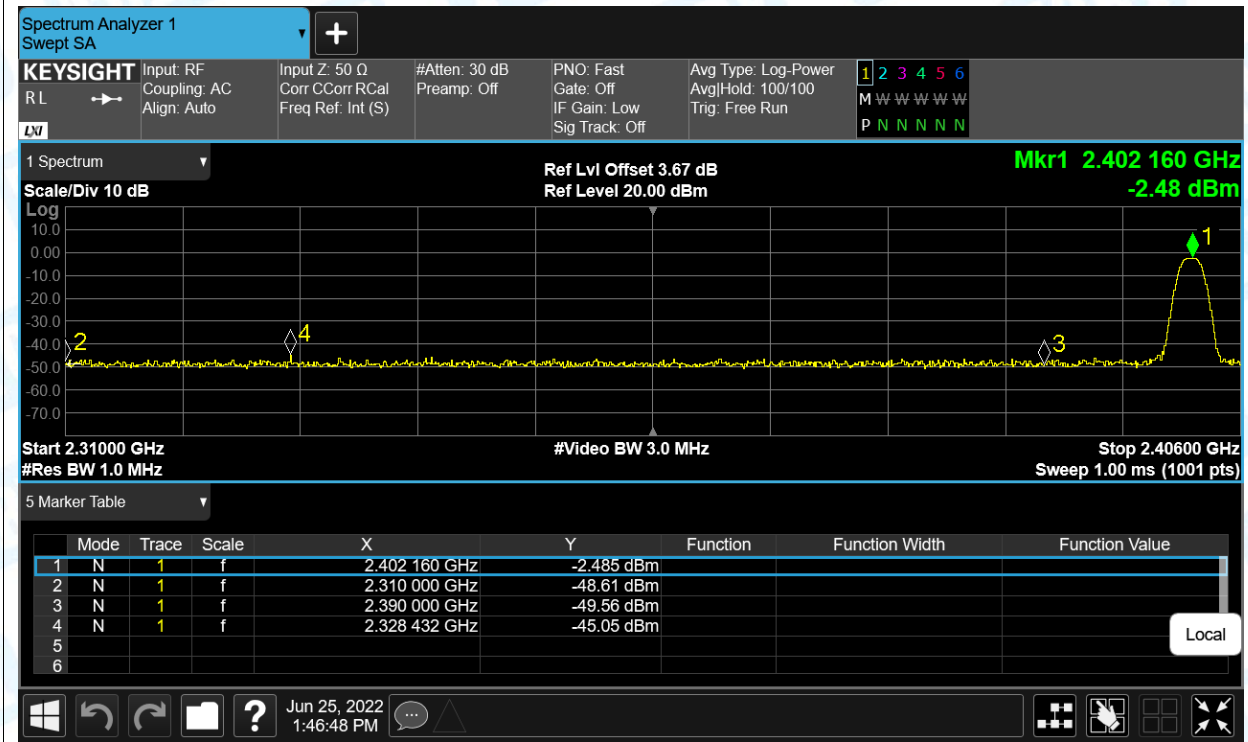 Spectrum Analyzer 1
Swept SA
+
KEYSIGHT
R L
LXI
Input: RF
Coupling: AC
Align: Auto
Input Z: 50 Ω
Corr CCorr RCal
Freq Ref: Int (S)
#Atten: 30 dB
Preamp: Off
PNO: Fast
Gate: Off
IF Gain: Low
Sig Track: Off
Avg Type: Log-Power
Avg|Hold: 100/100
Trig: Free Run
1 2 3 4 5 6
M W W W W W W
P N N N N N N
1 Spectrum
Scale/Div 10 dB
Ref Lvl Offset 3.67 dB
Ref Level 20.00 dBm
Mkr1 2.402 160 GHz
-2.48 dBm
Log
10.0
0.00
-10.0
-20.0
-30.0
-40.0
-50.0
-60.0
-70.0
1
2
4
3
Start 2.31000 GHz
#Video BW 3.0 MHz
Stop 2.40600 GHz
#Res BW 1.0 MHz
Sweep 1.00 ms (1001 pts)
5 Marker Table
Mode Trace Scale X Y Function Function Width Function Value
1 N 1 f 2.402 160 GHz -2.485 dBm
2 N 1 f 2.310 000 GHz -48.61 dBm
3 N 1 f 2.390 000 GHz -49.56 dBm
4 N 1 f 2.328 432 GHz -45.05 dBm
5
6
Local
?
Jun 25, 2022
1:46:48 PM